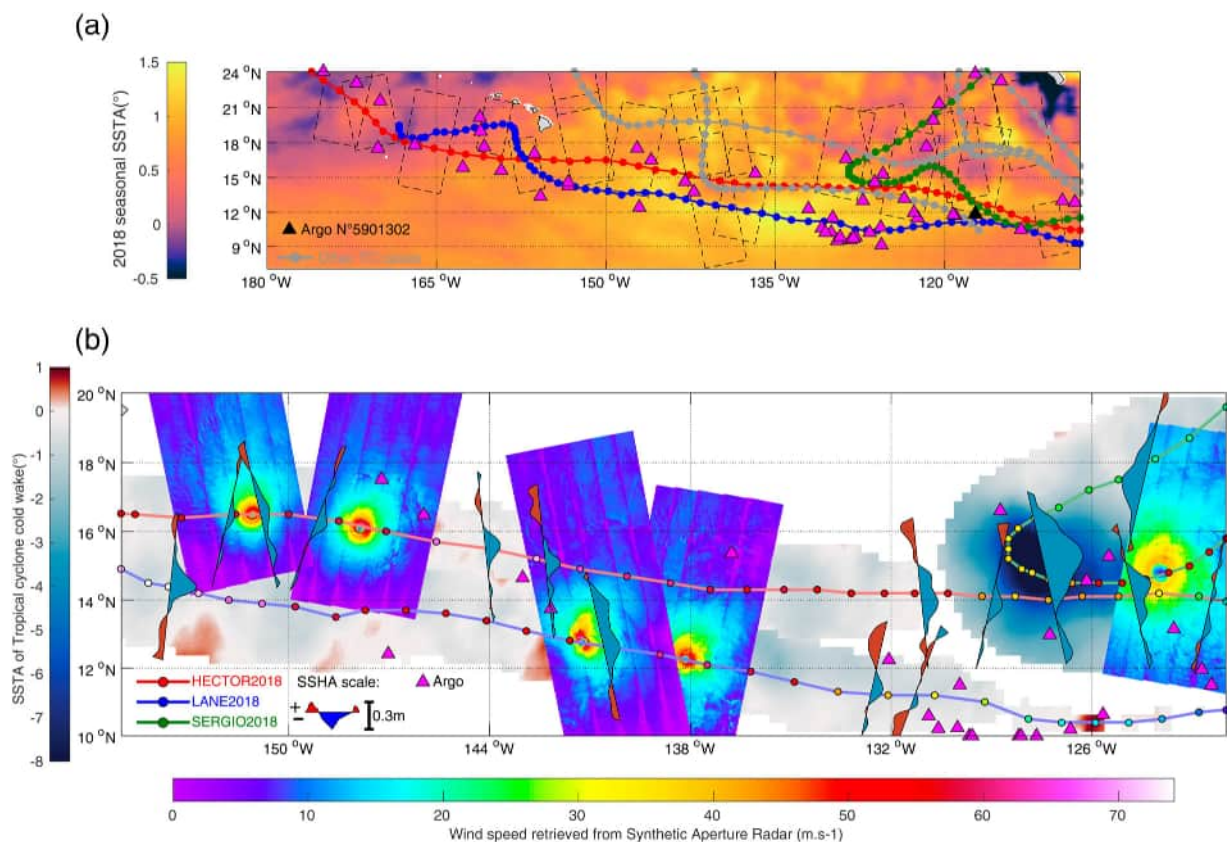 (a)
2018 seasonal SSTA(°)
1.5
1
0.5
0
-0.5
24 °N
21 °N
18 °N
15 °N
12 °N
9 °N
Argo N°5901302
180 °W
165 °W
150 °W
135 °W
120 °W
(b)
SSTA of Tropical cyclone cold wake(°)
1
0
-1
-2
-3
-4
-5
-6
-7
-8
20 °N
18 °N
16 °N
14 °N
12 °N
10 °N
HECTOR2018
LANE2018
SERGIO2018
SSHA scale:
+
−
0.3m
Argo
150 °W
144 °W
138 °W
132 °W
126 °W
0
10
20
30
40
50
60
70
Wind speed retrieved from Synthetic Aperture Radar (m.s-1)